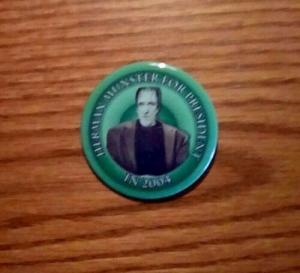 HERMAN MUNSTER FOR PRESIDENT
IN 2004